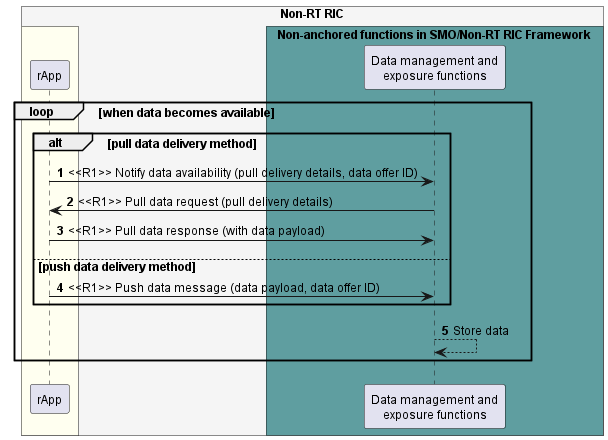 Non-RT RIC
Non-anchored functions in SMO/Non-RT RIC Framework
rApp
Data management and
exposure functions
loop [when data becomes available]
alt [pull data delivery method]
1 <<R1>> Notify data availability (pull delivery details, data offer ID)
2 <<R1>> Pull data request (pull delivery details)
3 <<R1>> Pull data response (with data payload)
[push data delivery method]
4 <<R1>> Push data message (data payload, data offer ID)
5 Store data
rApp
Data management and
exposure functions